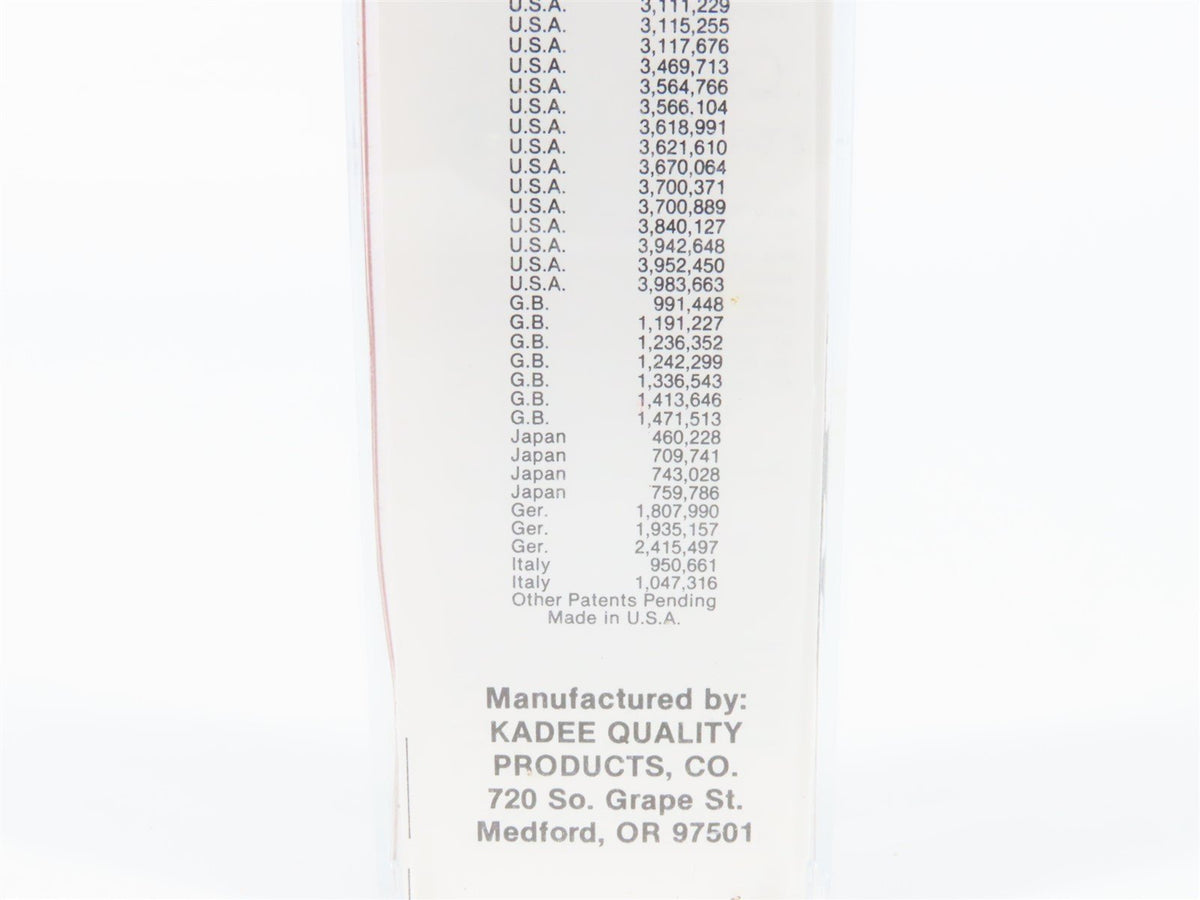 U.S.A. 3,111,229
U.S.A. 3,115,255
U.S.A. 3,117,676
U.S.A. 3,469,713
U.S.A. 3,564,766
U.S.A. 3,566.104
U.S.A. 3,618,991
U.S.A. 3,621,610
U.S.A. 3,670,064
U.S.A. 3,700,371
U.S.A. 3,700,889
U.S.A. 3,840,127
U.S.A. 3,942,648
U.S.A. 3,952,450
U.S.A. 3,983,663
G.B. 991,448
G.B. 1,191,227
G.B. 1,236,352
G.B. 1,242,299
G.B. 1,336,543
G.B. 1,413,646
G.B. 1,471,513
Japan 460,228
Japan 709,741
Japan 743,028
Japan 759,786
Ger. 1,807,990
Ger. 1,935,157
Ger. 2,415,497
Italy 950,661
Italy 1,047,316
Other Patents Pending
Made in U.S.A.
Manufactured by:
KADEE QUALITY
PRODUCTS, CO.
720 So. Grape St.
Medford, OR 97501